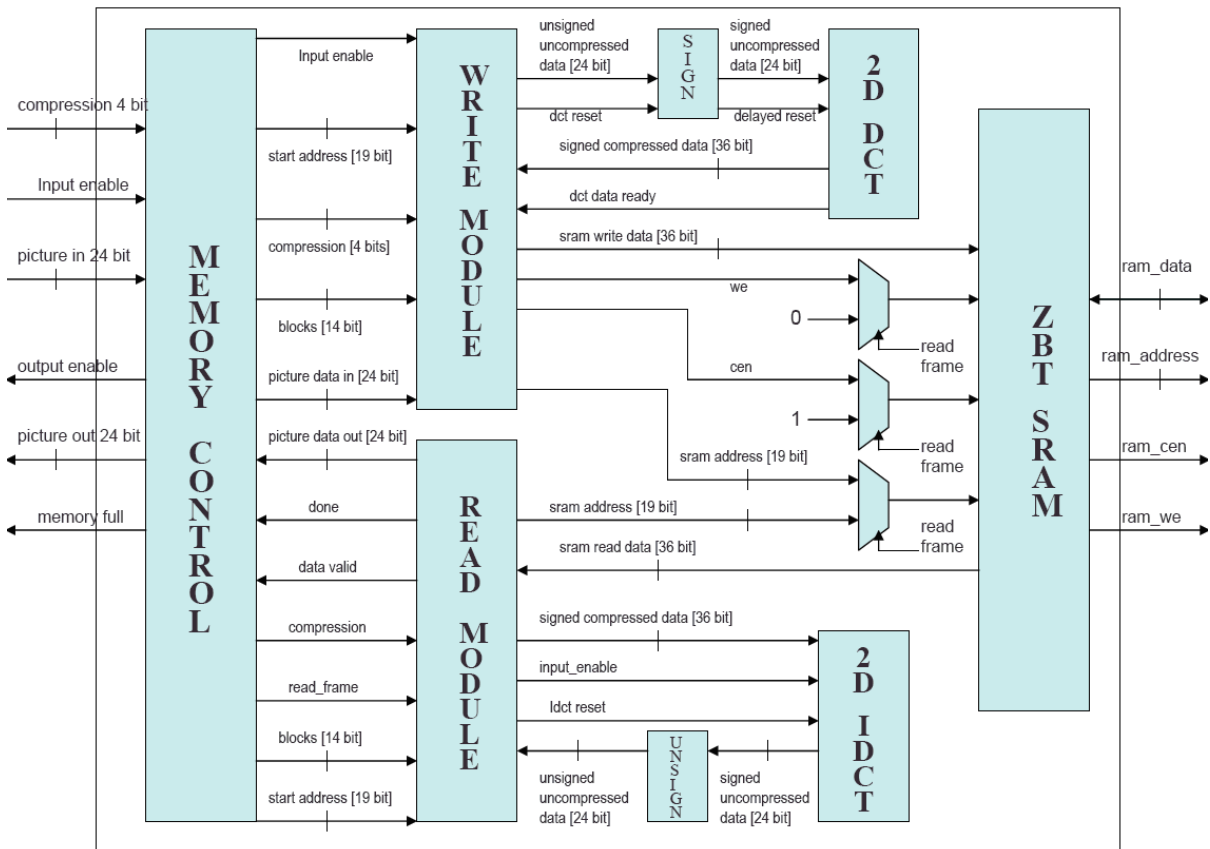 compression 4 bit
Input enable
picture in 24 bit
output enable
picture out 24 bit
memory full
MEMORY CONTROL
Input enable
start address [19 bit]
compression [4 bits]
blocks [14 bit]
picture data in [24 bit]
picture data out [24 bit]
done
data valid
compression
read_frame
blocks [14 bit]
start address [19 bit]
WRITE MODULE
READ MODULE
unsigned
uncompressed
data [24 bit]
dct reset
SIGN
signed
uncompressed
data [24 bit]
delayed reset
2D DCT
signed compressed data [36 bit]
dct data ready
sram write data [36 bit]
we
0
read
frame
cen
1
read
frame
sram address [19 bit]
sram address [19 bit]
read
frame
sram read data [36 bit]
signed compressed data [36 bit]
input_enable
Idct reset
unsigned
uncompressed
data [24 bit]
UNSIGN
signed
uncompressed
data [24 bit]
2D IDCT
ZBT SRAM
ram_data
ram_address
ram_cen
ram_we